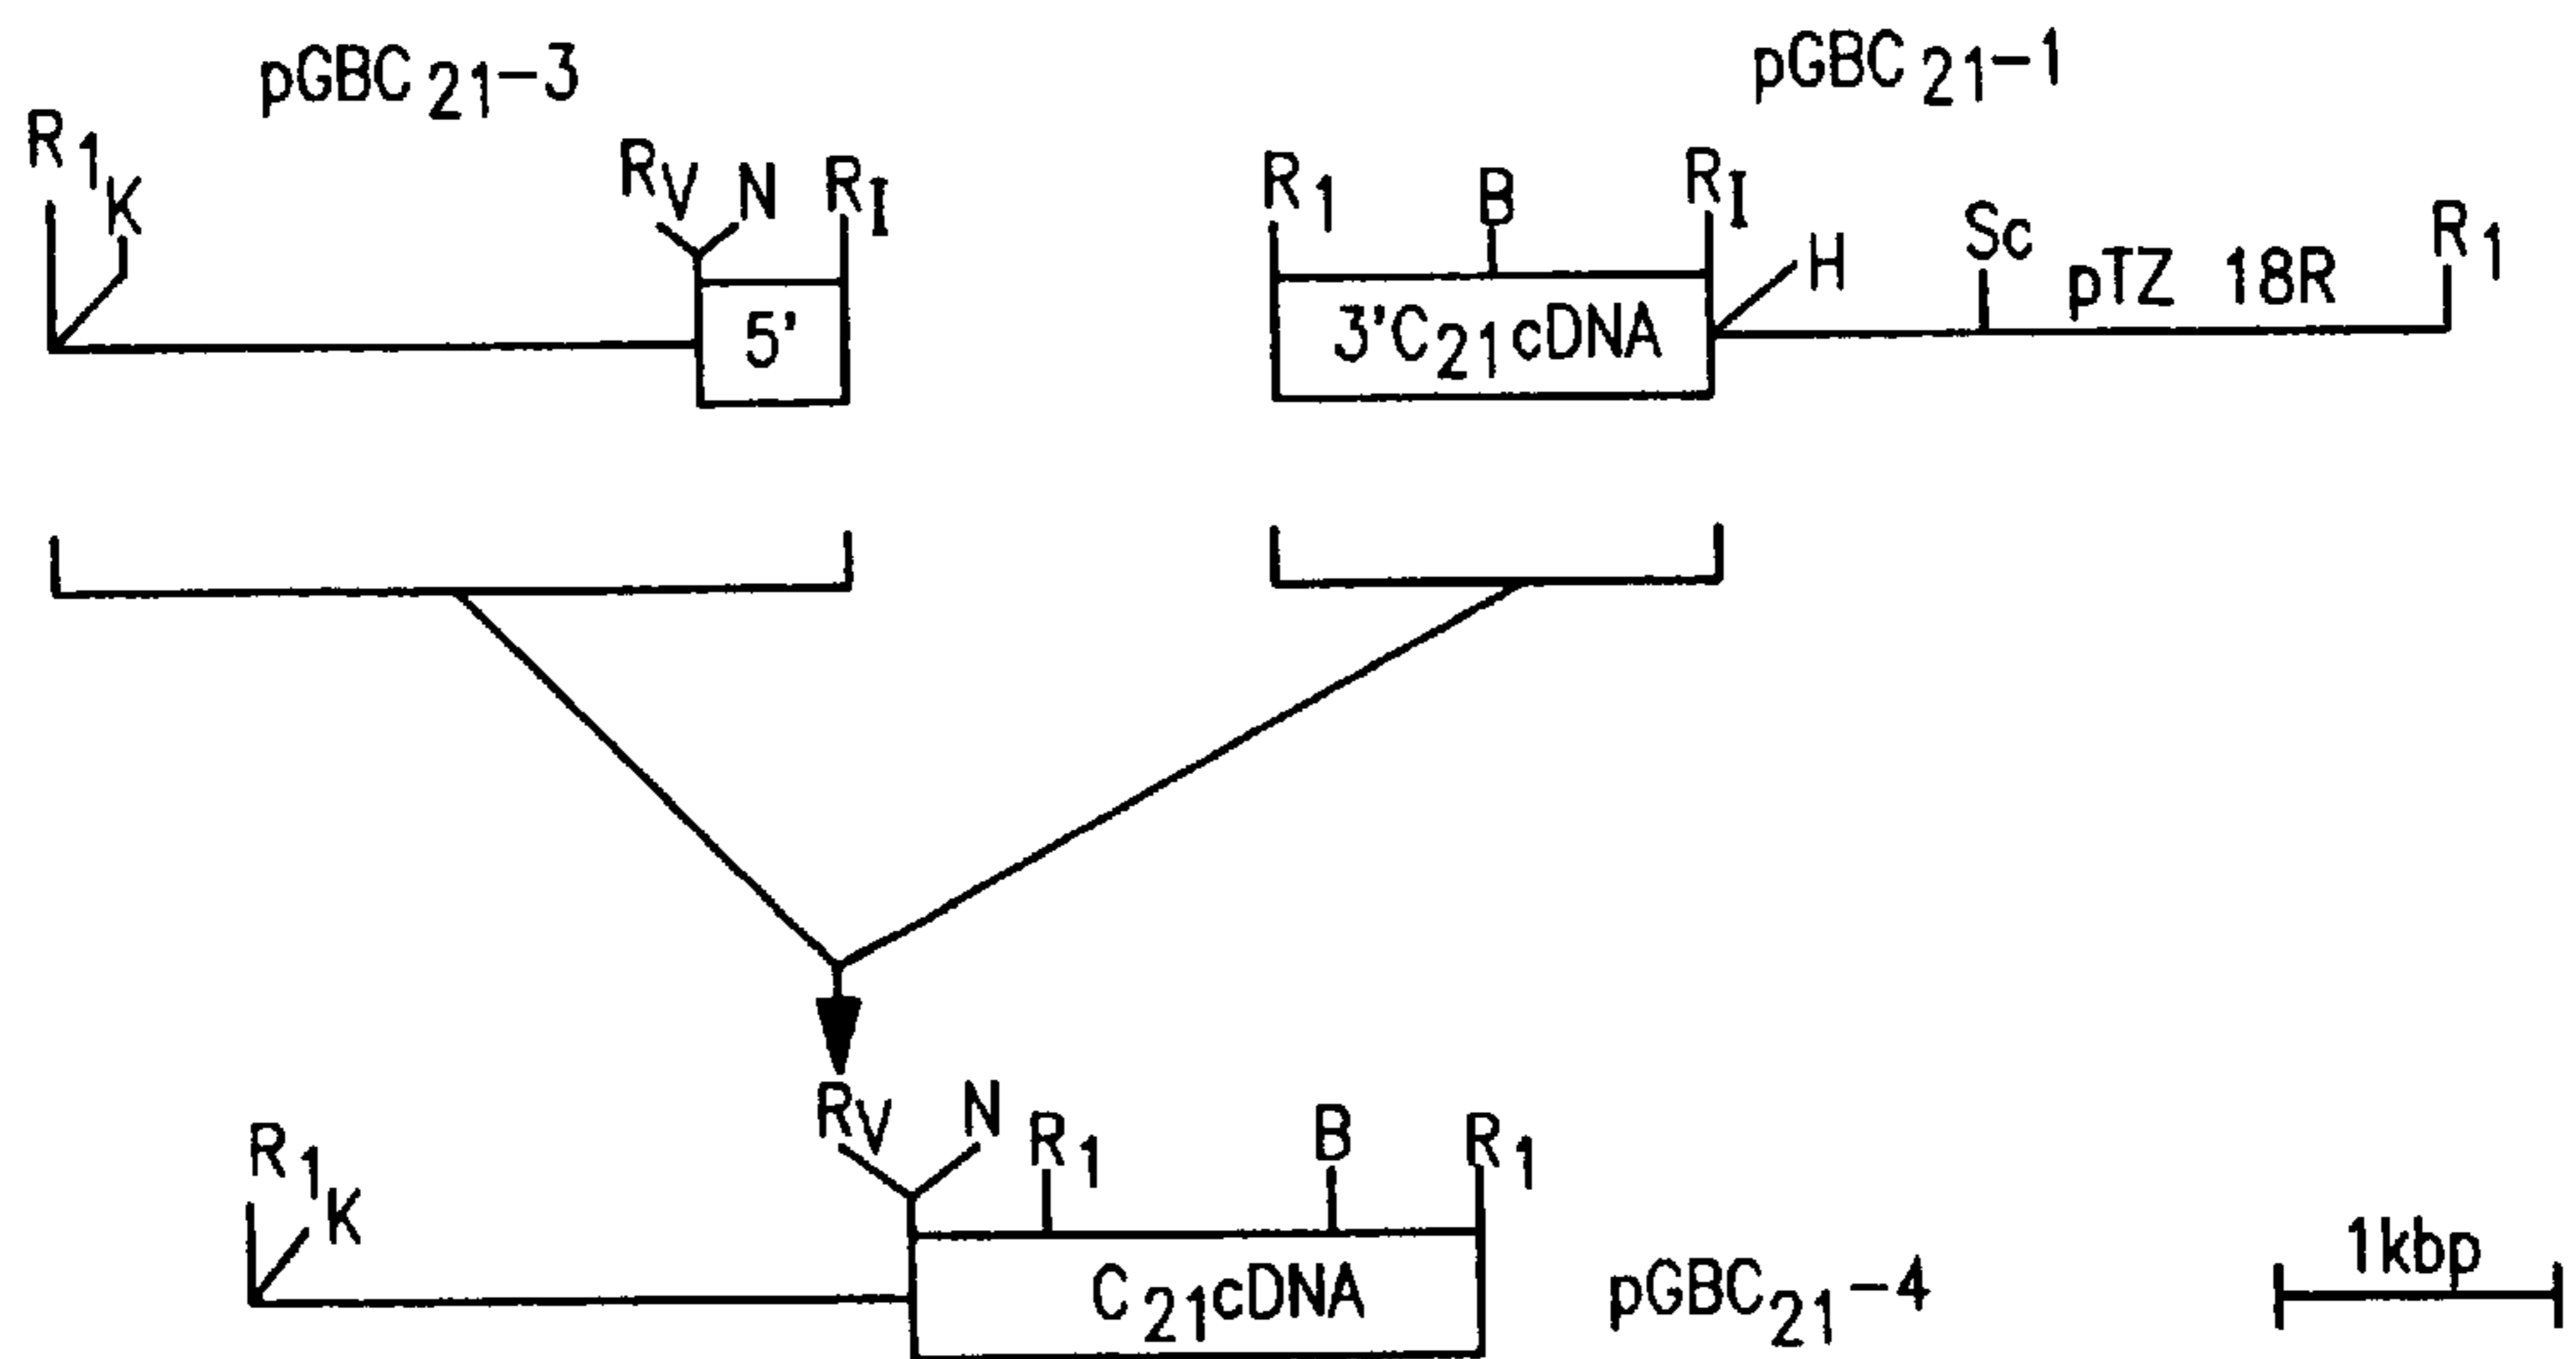 pGBC21-3
pGBC21-1
R1 K RV N RI R1 B RI H Sc pTZ 18R R1
5' 3'C21cDNA
RV N R1 B R1
R1 K
1kbp
C21cDNA pGBC21-4